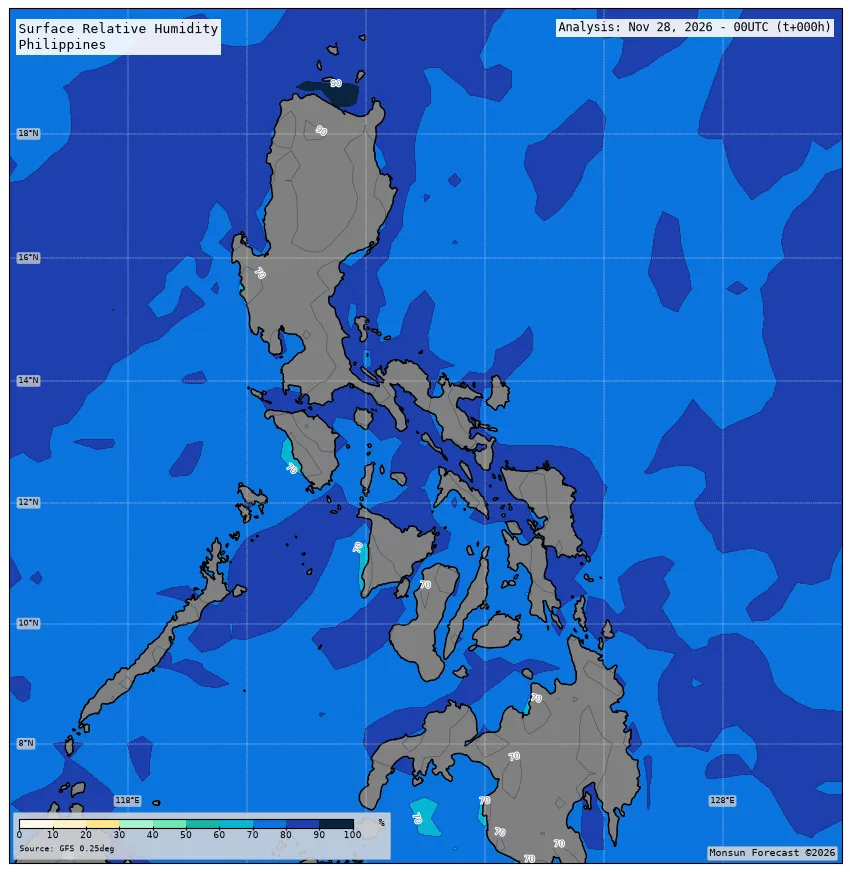 Surface Relative Humidity
Philippines
Analysis: Nov 28, 2026 - 00UTC (t+000h)
90
90
18°N
16°N
70
14°N
70
12°N
70
70
10°N
70
8°N
70
118°E
70
128°E
70
70
70
70
0 10 20 30 40 50 60 70 80 90 100 %
Source: GFS 0.25deg
Monsun Forecast ©2026